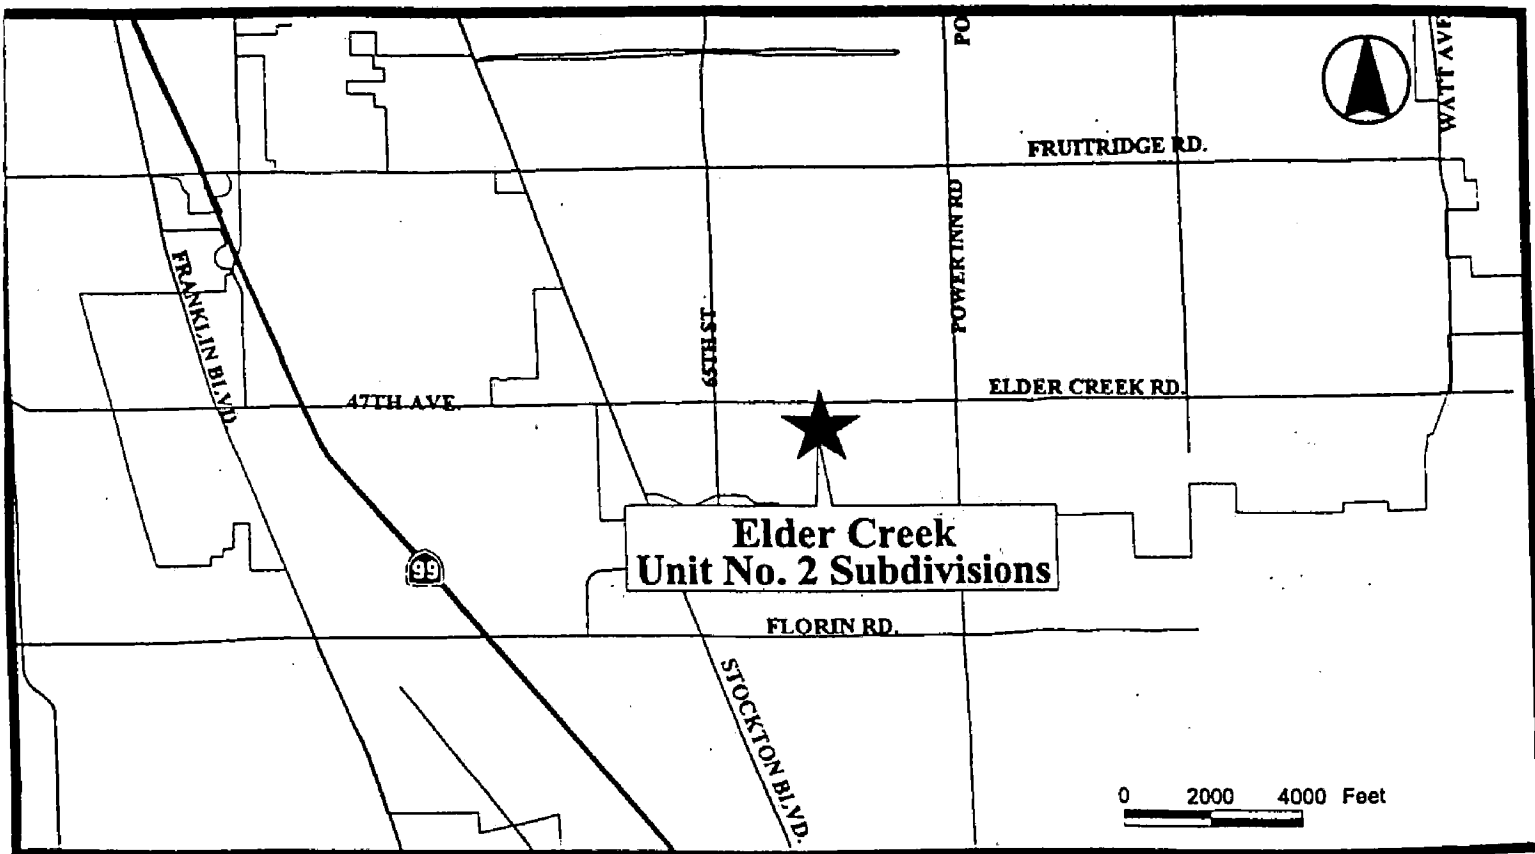 PO
WATT AVE
FRUITRIDGE RD.
POWER INN RD
FRANKLIN BLVD.
65TH ST.
ELDER CREEK RD.
47TH AVE.
Elder Creek
Unit No. 2 Subdivisions
99
FLORIN RD.
STOCKTON BLVD.
0 2000 4000 Feet